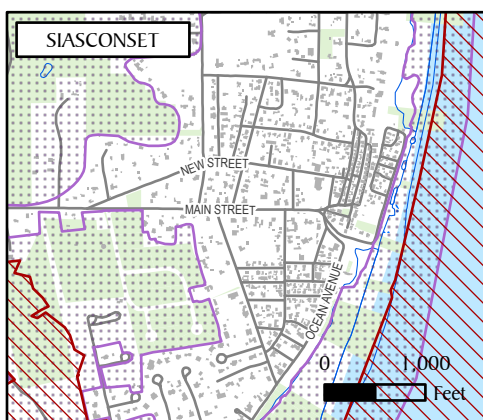 SIASCONSET
NEW STREET
MAIN STREET
OCEAN AVENUE
0 1,000
Feet